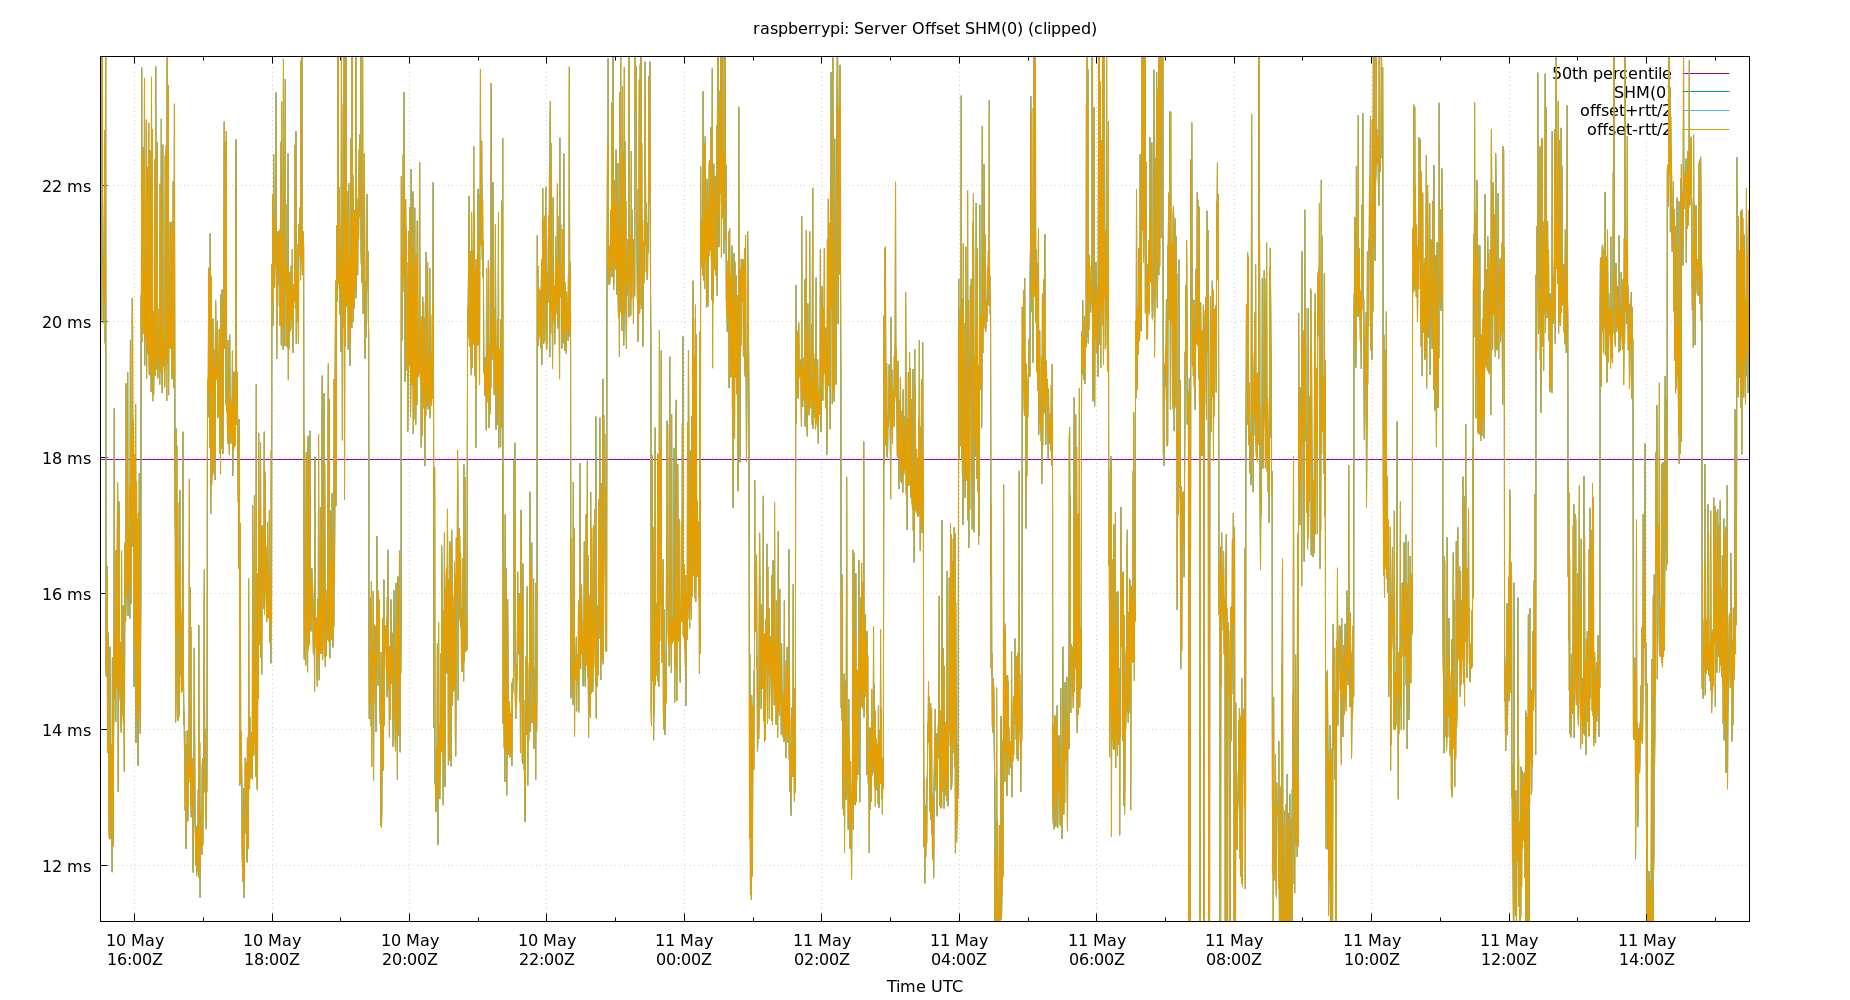 raspberrypi: Server Offset SHM(0) (clipped)
50th percentile
SHM(0)
offset+rtt/2
offset-rtt/2
22 ms
20 ms
18 ms
16 ms
14 ms
12 ms
10 May 10 May 10 May 10 May 11 May 11 May 11 May 11 May 11 May 11 May 11 May 11 May
16:00Z 18:00Z 20:00Z 22:00Z 00:00Z 02:00Z 04:00Z 06:00Z 08:00Z 10:00Z 12:00Z 14:00Z
Time UTC